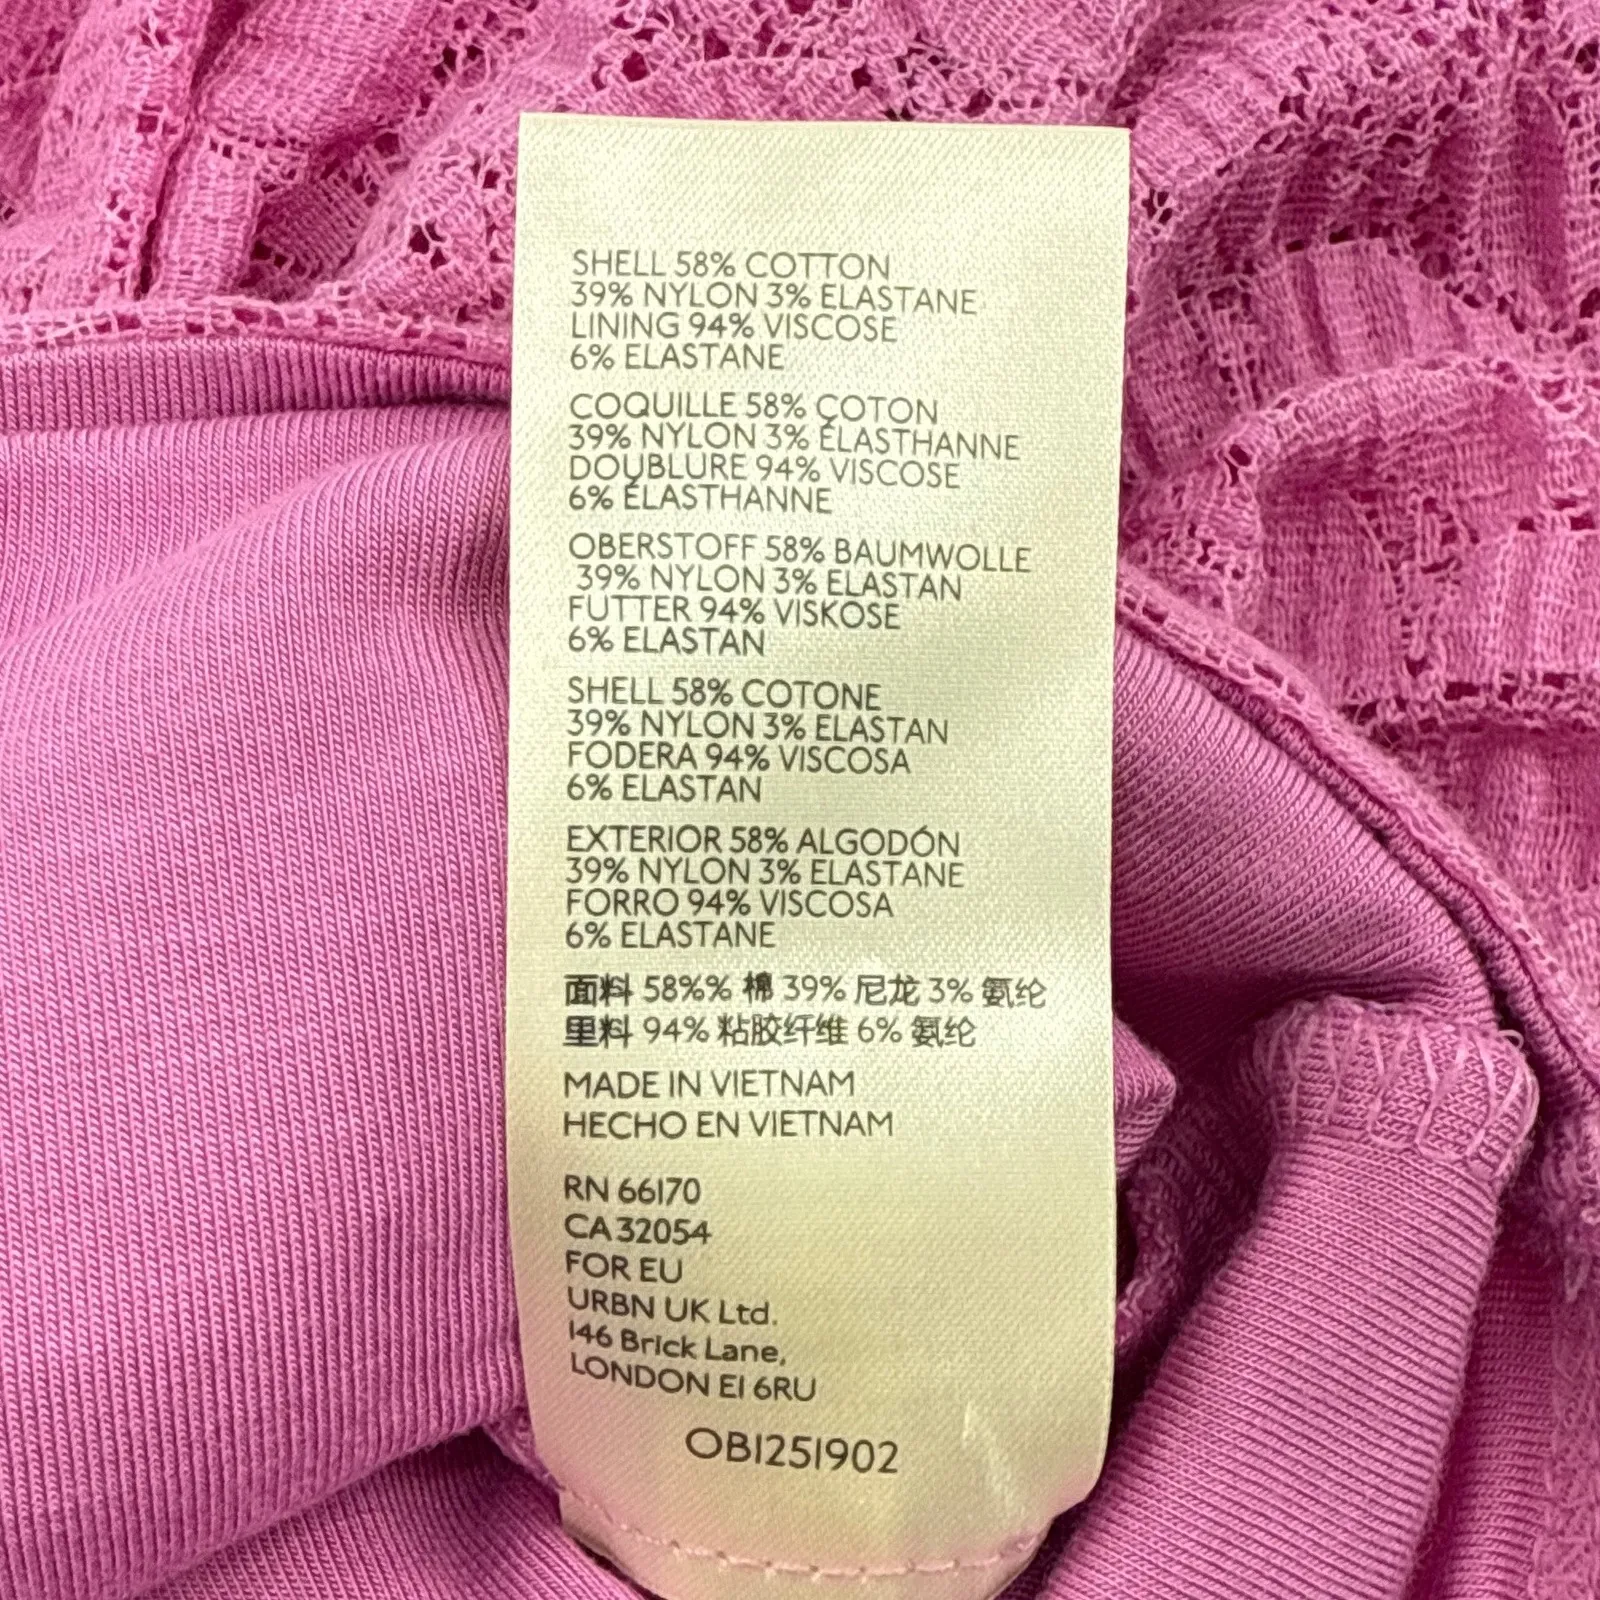 SHELL 58% COTTON
39% NYLON 3% ELASTANE
LINING 94% VISCOSE
6% ELASTANE
COQUILLE 58% COTON
39% NYLON 3% ÉLASTHANNE
DOUBLURE 94% VISCOSE
6% ÉLASTHANNE
OBERSTOFF 58% BAUMWOLLE
39% NYLON 3% ELASTAN
FUTTER 94% VISKOSE
6% ELASTAN
SHELL 58% COTONE
39% NYLON 3% ELASTAN
FODERA 94% VISCOSA
6% ELASTAN
EXTERIOR 58% ALGODÓN
39% NYLON 3% ELASTANE
FORRO 94% VISCOSA
6% ELASTANE
面料 58%% 棉 39% 尼龙 3% 氨纶
里料 94% 粘胶纤维 6% 氨纶
MADE IN VIETNAM
HECHO EN VIETNAM
RN 66170
CA 32054
FOR EU
URBN UK Ltd.
146 Brick Lane,
LONDON E1 6RU
OB1251902